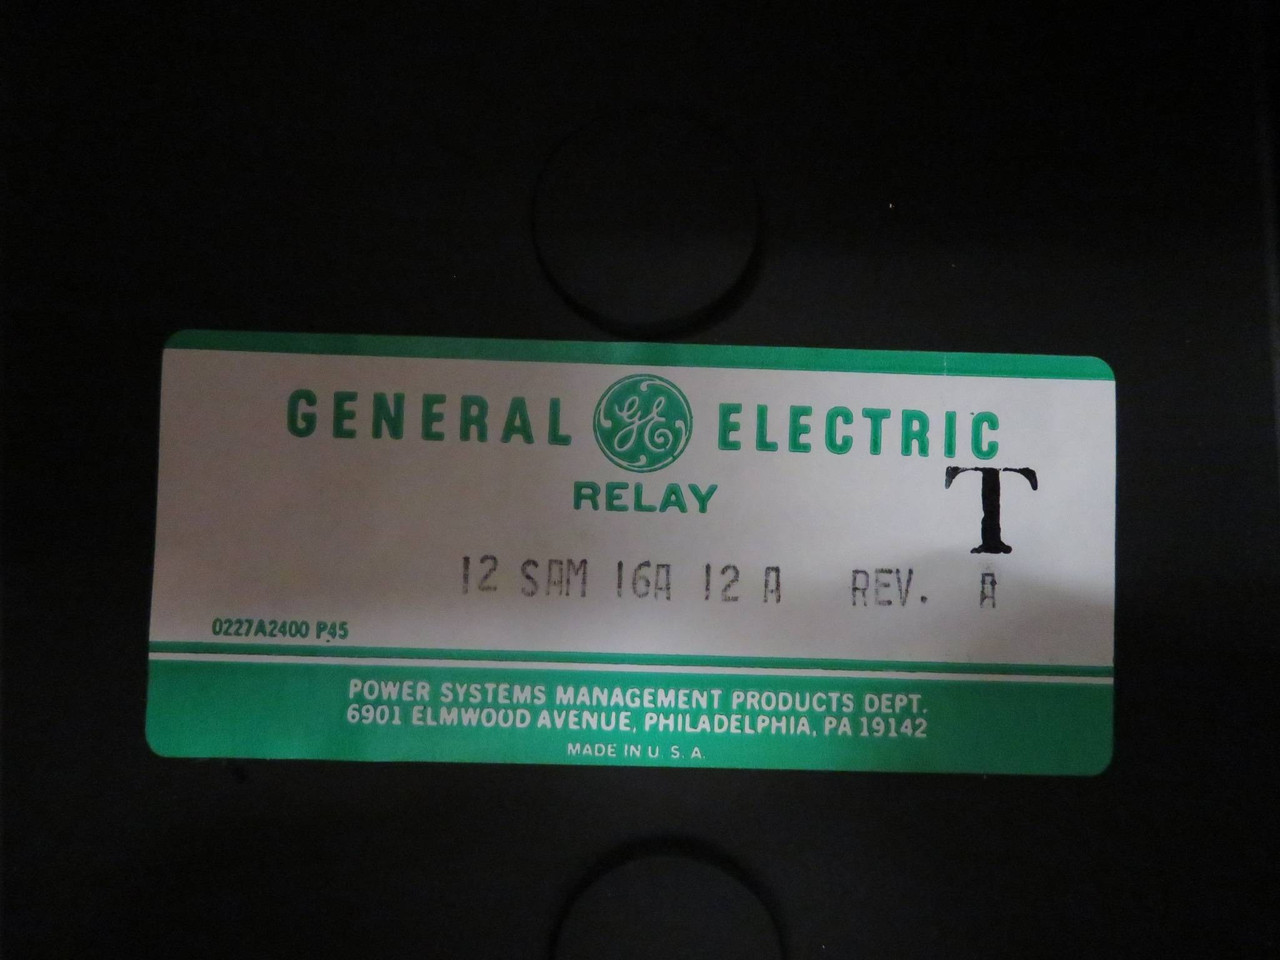 GENERAL GE ELECTRIC
RELAY
T
12 SAM 16A 12 A REV. A
0227A2400 P45
POWER SYSTEMS MANAGEMENT PRODUCTS DEPT.
6901 ELMWOOD AVENUE, PHILADELPHIA, PA 19142
MADE IN U. S. A.